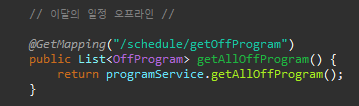 // 이달의 일정 오프라인 //
@GetMapping("/schedule/getOffProgram")
public List<OffProgram> getAllOffProgram() {
return programService.getAllOffProgram();
}